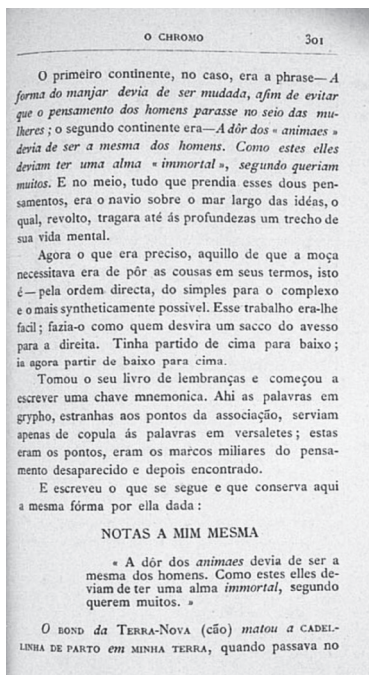 O CHROMO 301
O primeiro continente, no caso, era a phrase—A
forma do manjar devia de ser mudada, afim de evitar
que o pensamento dos homens parasse no seio das mu-
lheres; o segundo continente era—A dôr dos « animaes »
devia de ser a mesma dos homens. Como estes elles
deviam ter uma alma « immortal », segundo queriam
muitos. E no meio, tudo que prendia esses dous pen-
samentos, era o navio sobre o mar largo das idéas, o
qual, revolto, tragara até ás profundezas um trecho de
sua vida mental.
Agora o que era preciso, aquillo de que a moça
necessitava era de pôr as cousas em seus termos, isto
é—pela ordem directa, do simples para o complexo
e o mais syntheticamente possivel. Esse trabalho era-lhe
facil; fazia-o como quem desvira um sacco do avesso
para a direita. Tinha partido de cima para baixo;
ia agora partir de baixo para cima.
Tomou o seu livro de lembranças e começou a
escrever uma chave mnemonica. Ahi as palavras em
grypho, estranhas aos pontos da associação, serviam
apenas de copula ás palavras em versaletes; estas
eram os pontos, eram os marcos miliares do pensa-
mento desaparecido e depois encontrado.
E escreveu o que se segue e que conserva aqui
a mesma fórma por ella dada:
NOTAS A MIM MESMA
« A dôr dos animaes devia de ser a
mesma dos homens. Como estes elles de-
viam de ter uma alma immortal, segundo
querem muitos. »
O BOND da TERRA-NOVA (cão) matou a CADEL-
LINHA DE PARTO em MINHA TERRA, quando passava no